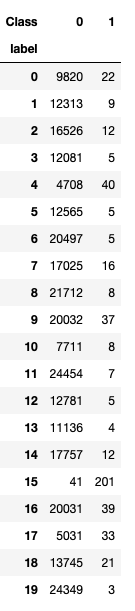 Class 0 1
label
0 9820 22
1 12313 9
2 16526 12
3 12081 5
4 4708 40
5 12565 5
6 20497 5
7 17025 16
8 21712 8
9 20032 37
10 7711 8
11 24454 7
12 12781 5
13 11136 4
14 17757 12
15 41 201
16 20031 39
17 5031 33
18 13745 21
19 24349 3